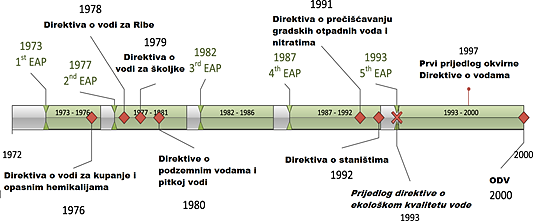 1978
Direktiva o vodi za Ribe
1991
Direktiva o prečišćavanju
gradskih otpadnih voda i
nitratima
1973
1st EAP
1977
2nd EAP
1979
Direktiva o
vodi za školjke
1982
3rd EAP
1987
4th EAP
1993
5th EAP
1997
Prvi prijedlog okvirne
Direktive o vodama
1973 - 1976
1977 - 1981
1982 - 1986
1987 - 1992
1993 - 2000
1972
Direktiva o vodi za kupanje i
opasnim hemikalijama
1976
Direktive o
podzemnim vodama i
pitkoj vodi
1980
Direktiva o staništima
1992
Prijedlog direktive o
ekološkom kvalitetu vode
1993
ODV
2000
2000